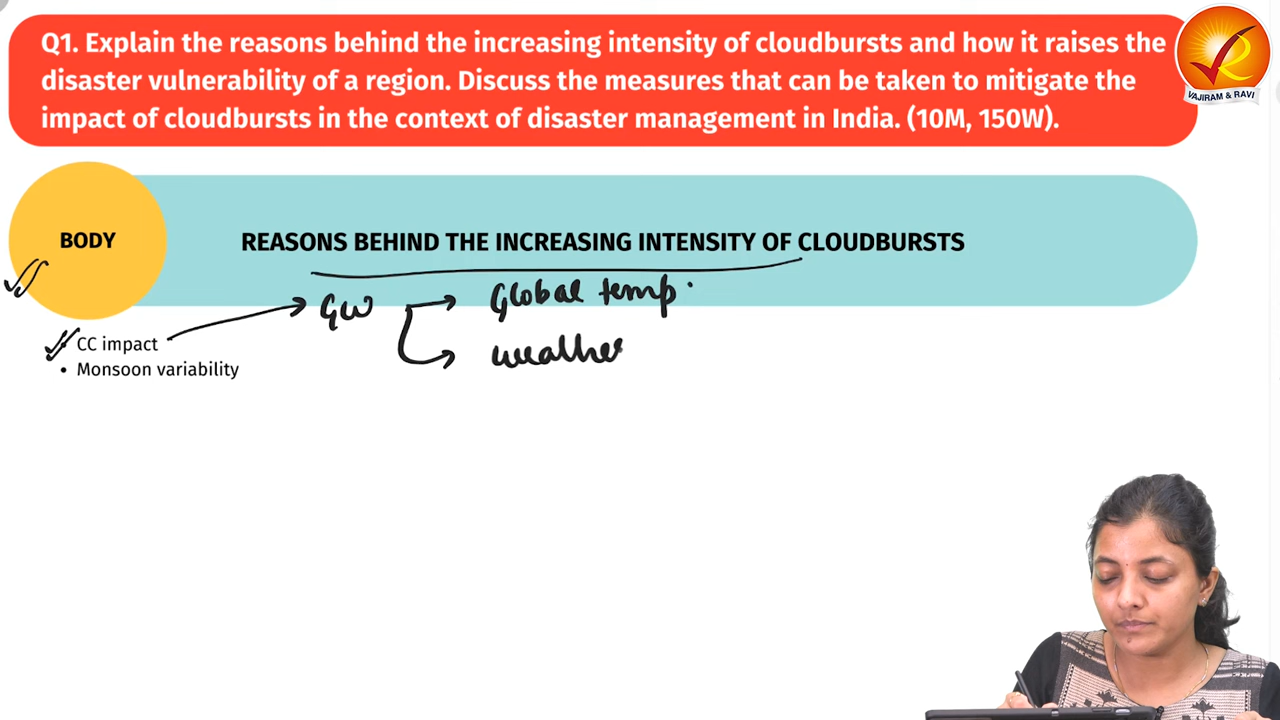 Q1. Explain the reasons behind the increasing intensity of cloudbursts and how it raises the
disaster vulnerability of a region. Discuss the measures that can be taken to mitigate the
impact of cloudbursts in the context of disaster management in India. (10M, 150W).
VAJIRAM & RAVI
BODY
REASONS BEHIND THE INCREASING INTENSITY OF CLOUDBURSTS
GW
Global temp.
CC impact
weather
• Monsoon variability